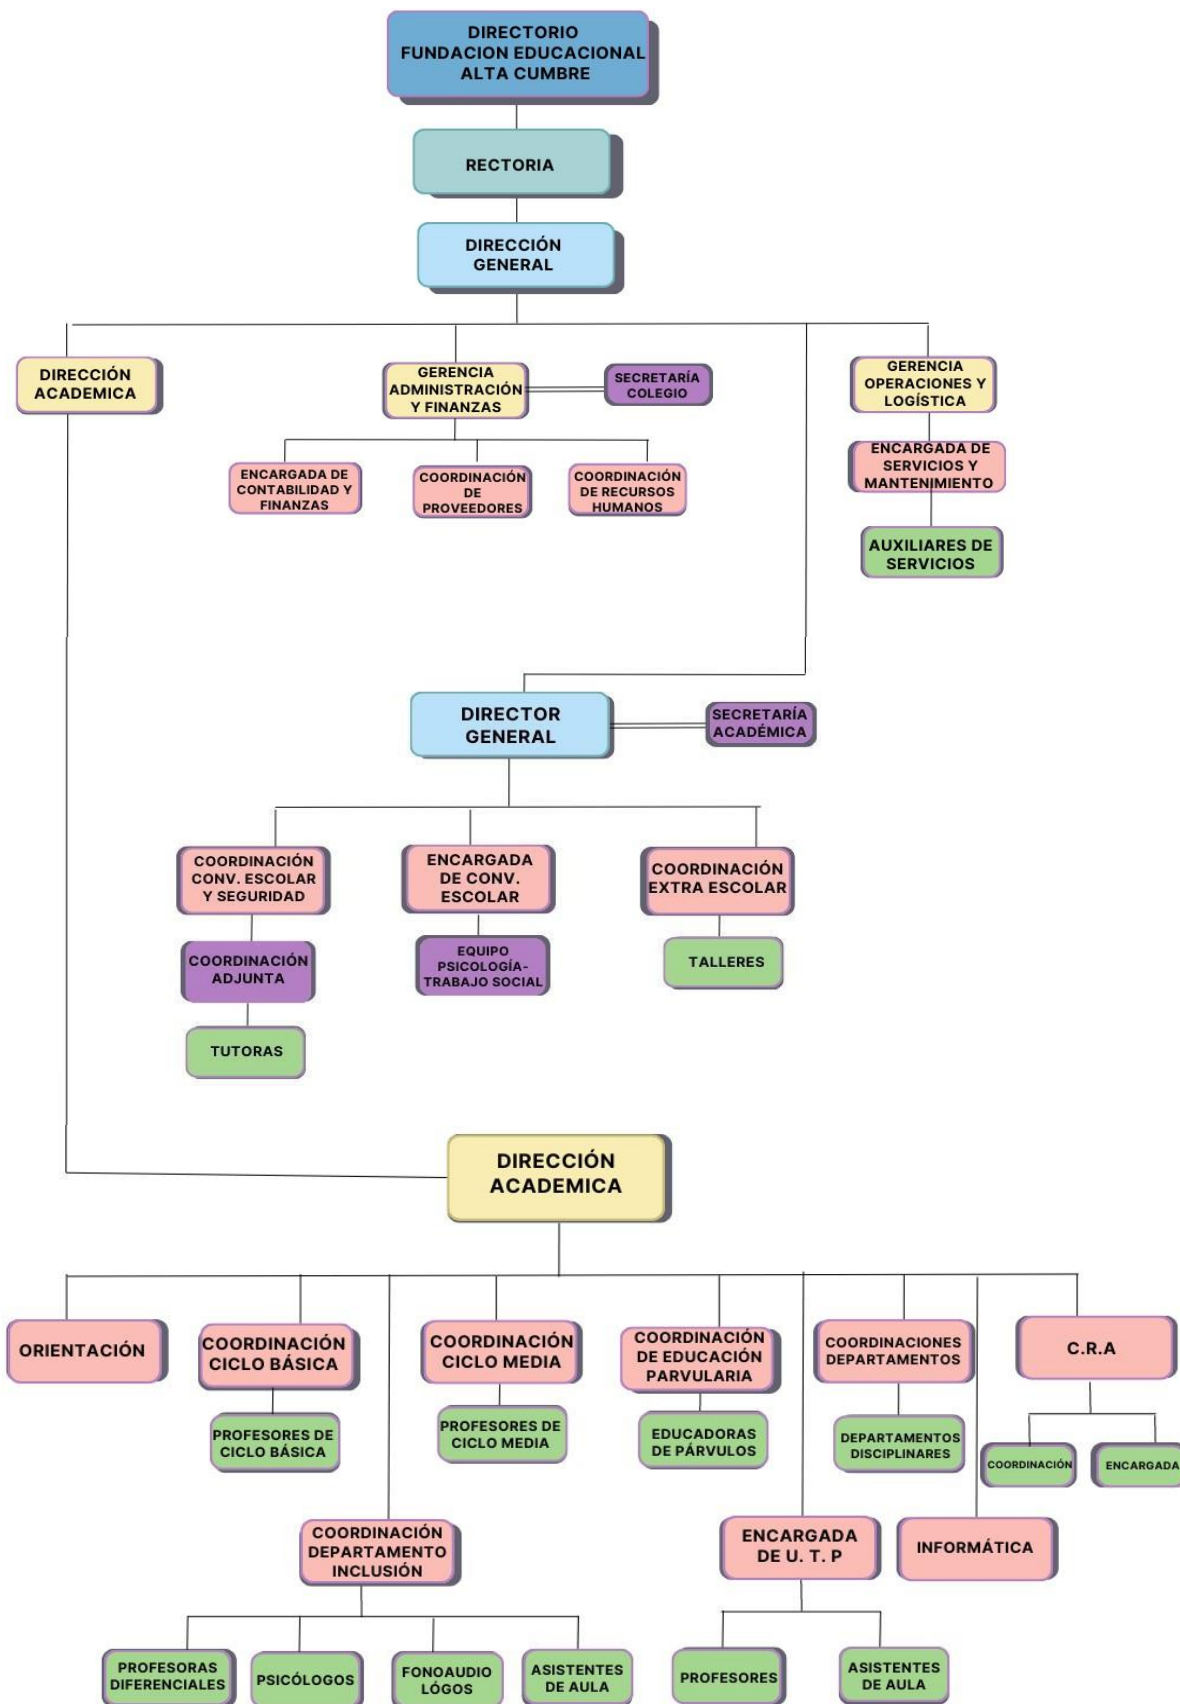 DIRECTORIO
FUNDACION EDUCACIONAL
ALTA CUMBRE
RECTORIA
DIRECCIÓN
GENERAL
DIRECCIÓN
ACADEMICA
GERENCIA
ADMINISTRACIÓN
Y FINANZAS
SECRETARÍA
COLEGIO
GERENCIA
OPERACIONES Y
LOGÍSTICA
ENCARGADA DE
CONTABILIDAD Y
FINANZAS
COORDINACIÓN
DE
PROVEEDORES
COORDINACIÓN
DE RECURSOS
HUMANOS
ENCARGADA DE
SERVICIOS Y
MANTENIMIENTO
AUXILIARES DE
SERVICIOS
DIRECTOR
GENERAL
SECRETARÍA
ACADÉMICA
COORDINACIÓN
CONV. ESCOLAR
Y SEGURIDAD
ENCARGADA
DE CONV.
ESCOLAR
COORDINACIÓN
EXTRA ESCOLAR
COORDINACIÓN
ADJUNTA
EQUIPO
PSICOLOGÍA-
TRABAJO SOCIAL
TALLERES
TUTORAS
DIRECCIÓN
ACADEMICA
ORIENTACIÓN
COORDINACIÓN
CICLO BÁSICA
COORDINACIÓN
CICLO MEDIA
COORDINACIÓN
DE EDUCACIÓN
PARVULARIA
COORDINACIONES
DEPARTAMENTOS
C.R.A
PROFESORES DE
CICLO BÁSICA
PROFESORES DE
CICLO MEDIA
EDUCADORAS
DE PÁRVULOS
DEPARTAMENTOS
DISCIPLINARES
COORDINACIÓN
ENCARGADA
COORDINACIÓN
DEPARTAMENTO
INCLUSIÓN
ENCARGADA
DE U. T. P
INFORMÁTICA
PROFESORAS
DIFERENCIALES
PSICÓLOGOS
FONOAUDIO
LÓGOS
ASISTENTES
DE AULA
PROFESORES
ASISTENTES
DE AULA